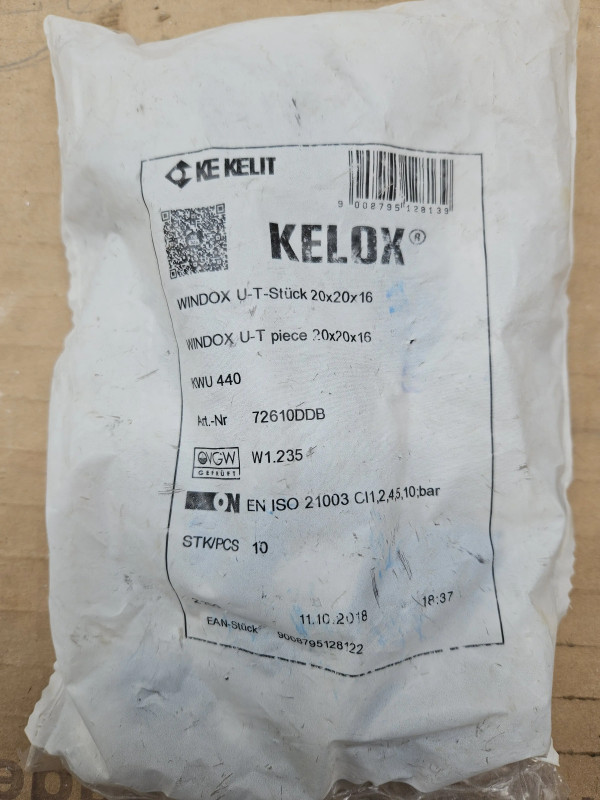 KE KELIT
9 008795 128139
KELOX®
WINDOX U-T-Stück 20x20x16
WINDOX U-T piece 20x20x16
KWU 440
Art.-Nr 72610DDB
ÖVGW
GEPRÜFT
W1.235
ON EN ISO 21003 Cl1,2,4,5,10;bar
STK/PCS 10
11.10.2018 18:37
EAN-Stück 9008795128122